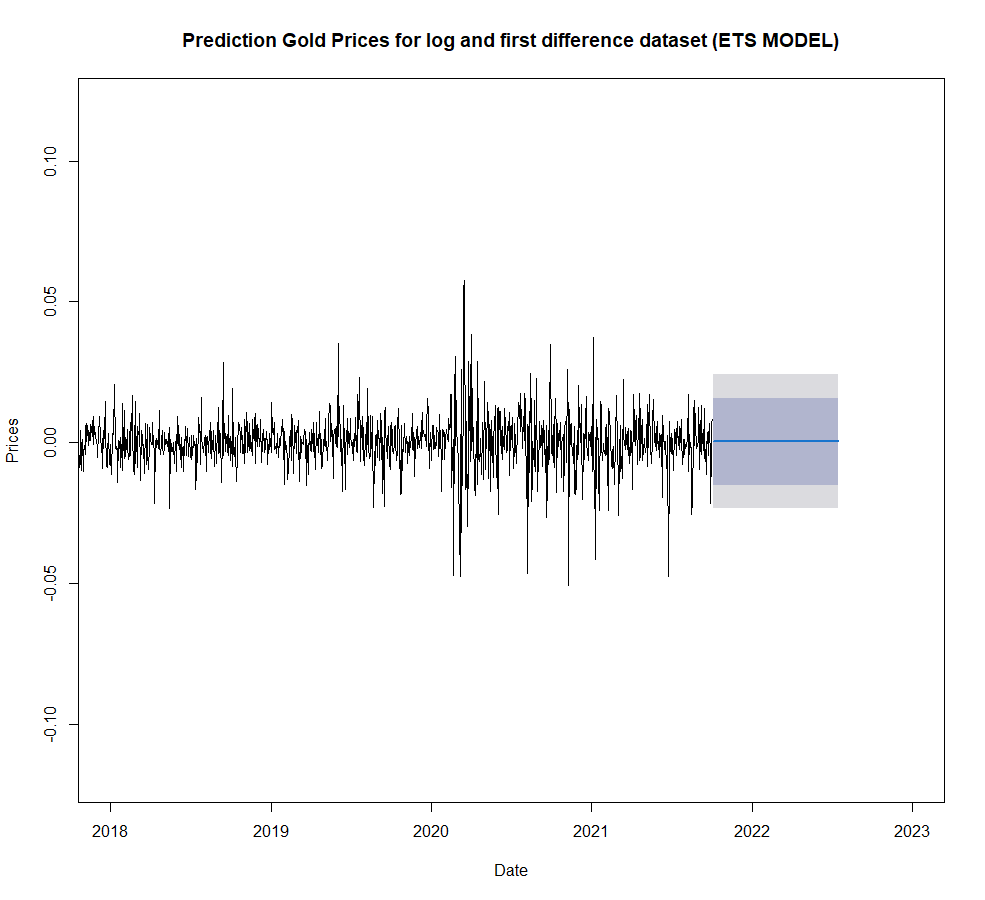 Prediction Gold Prices for log and first difference dataset (ETS MODEL)
0.10
0.05
0.00
-0.05
-0.10
Prices
2018 2019 2020 2021 2022 2023
Date